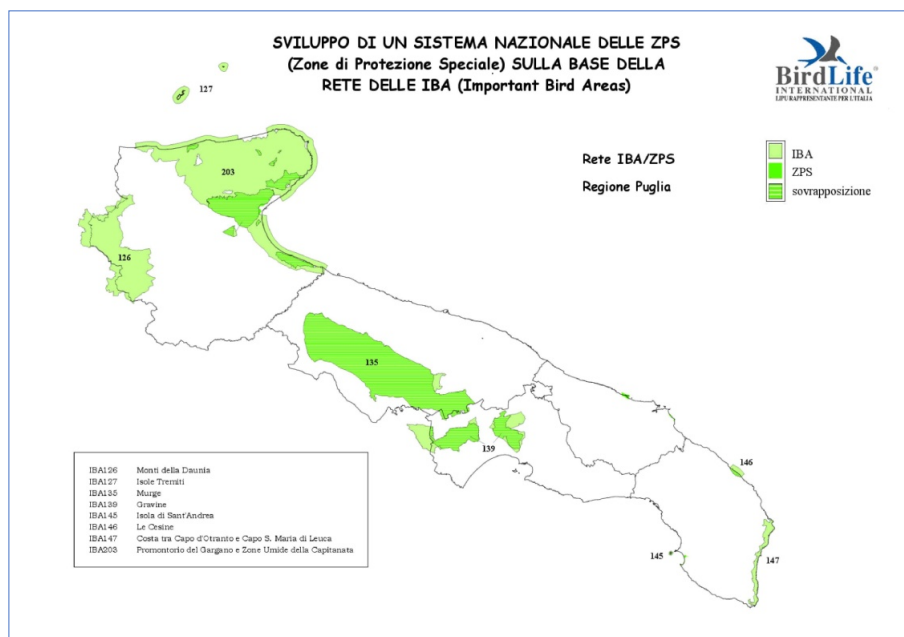 SVILUPPO DI UN SISTEMA NAZIONALE DELLE ZPS
(Zone di Protezione Speciale) SULLA BASE DELLA
RETE DELLE IBA (Important Bird Areas)
BirdLife
INTERNATIONAL
LIPU RAPPRESENTANTE PER L'ITALIA
Rete IBA/ZPS
Regione Puglia
IBA
ZPS
sovrapposizione
127
203
126
135
139
146
145
147
IBA126 Monti della Daunia
IBA127 Isole Tremiti
IBA135 Murge
IBA139 Gravine
IBA145 Isola di Sant'Andrea
IBA146 Le Cesine
IBA147 Costa tra Capo d'Otranto e Capo S. Maria di Leuca
IBA203 Promontorio del Gargano e Zone Umide della Capitanata